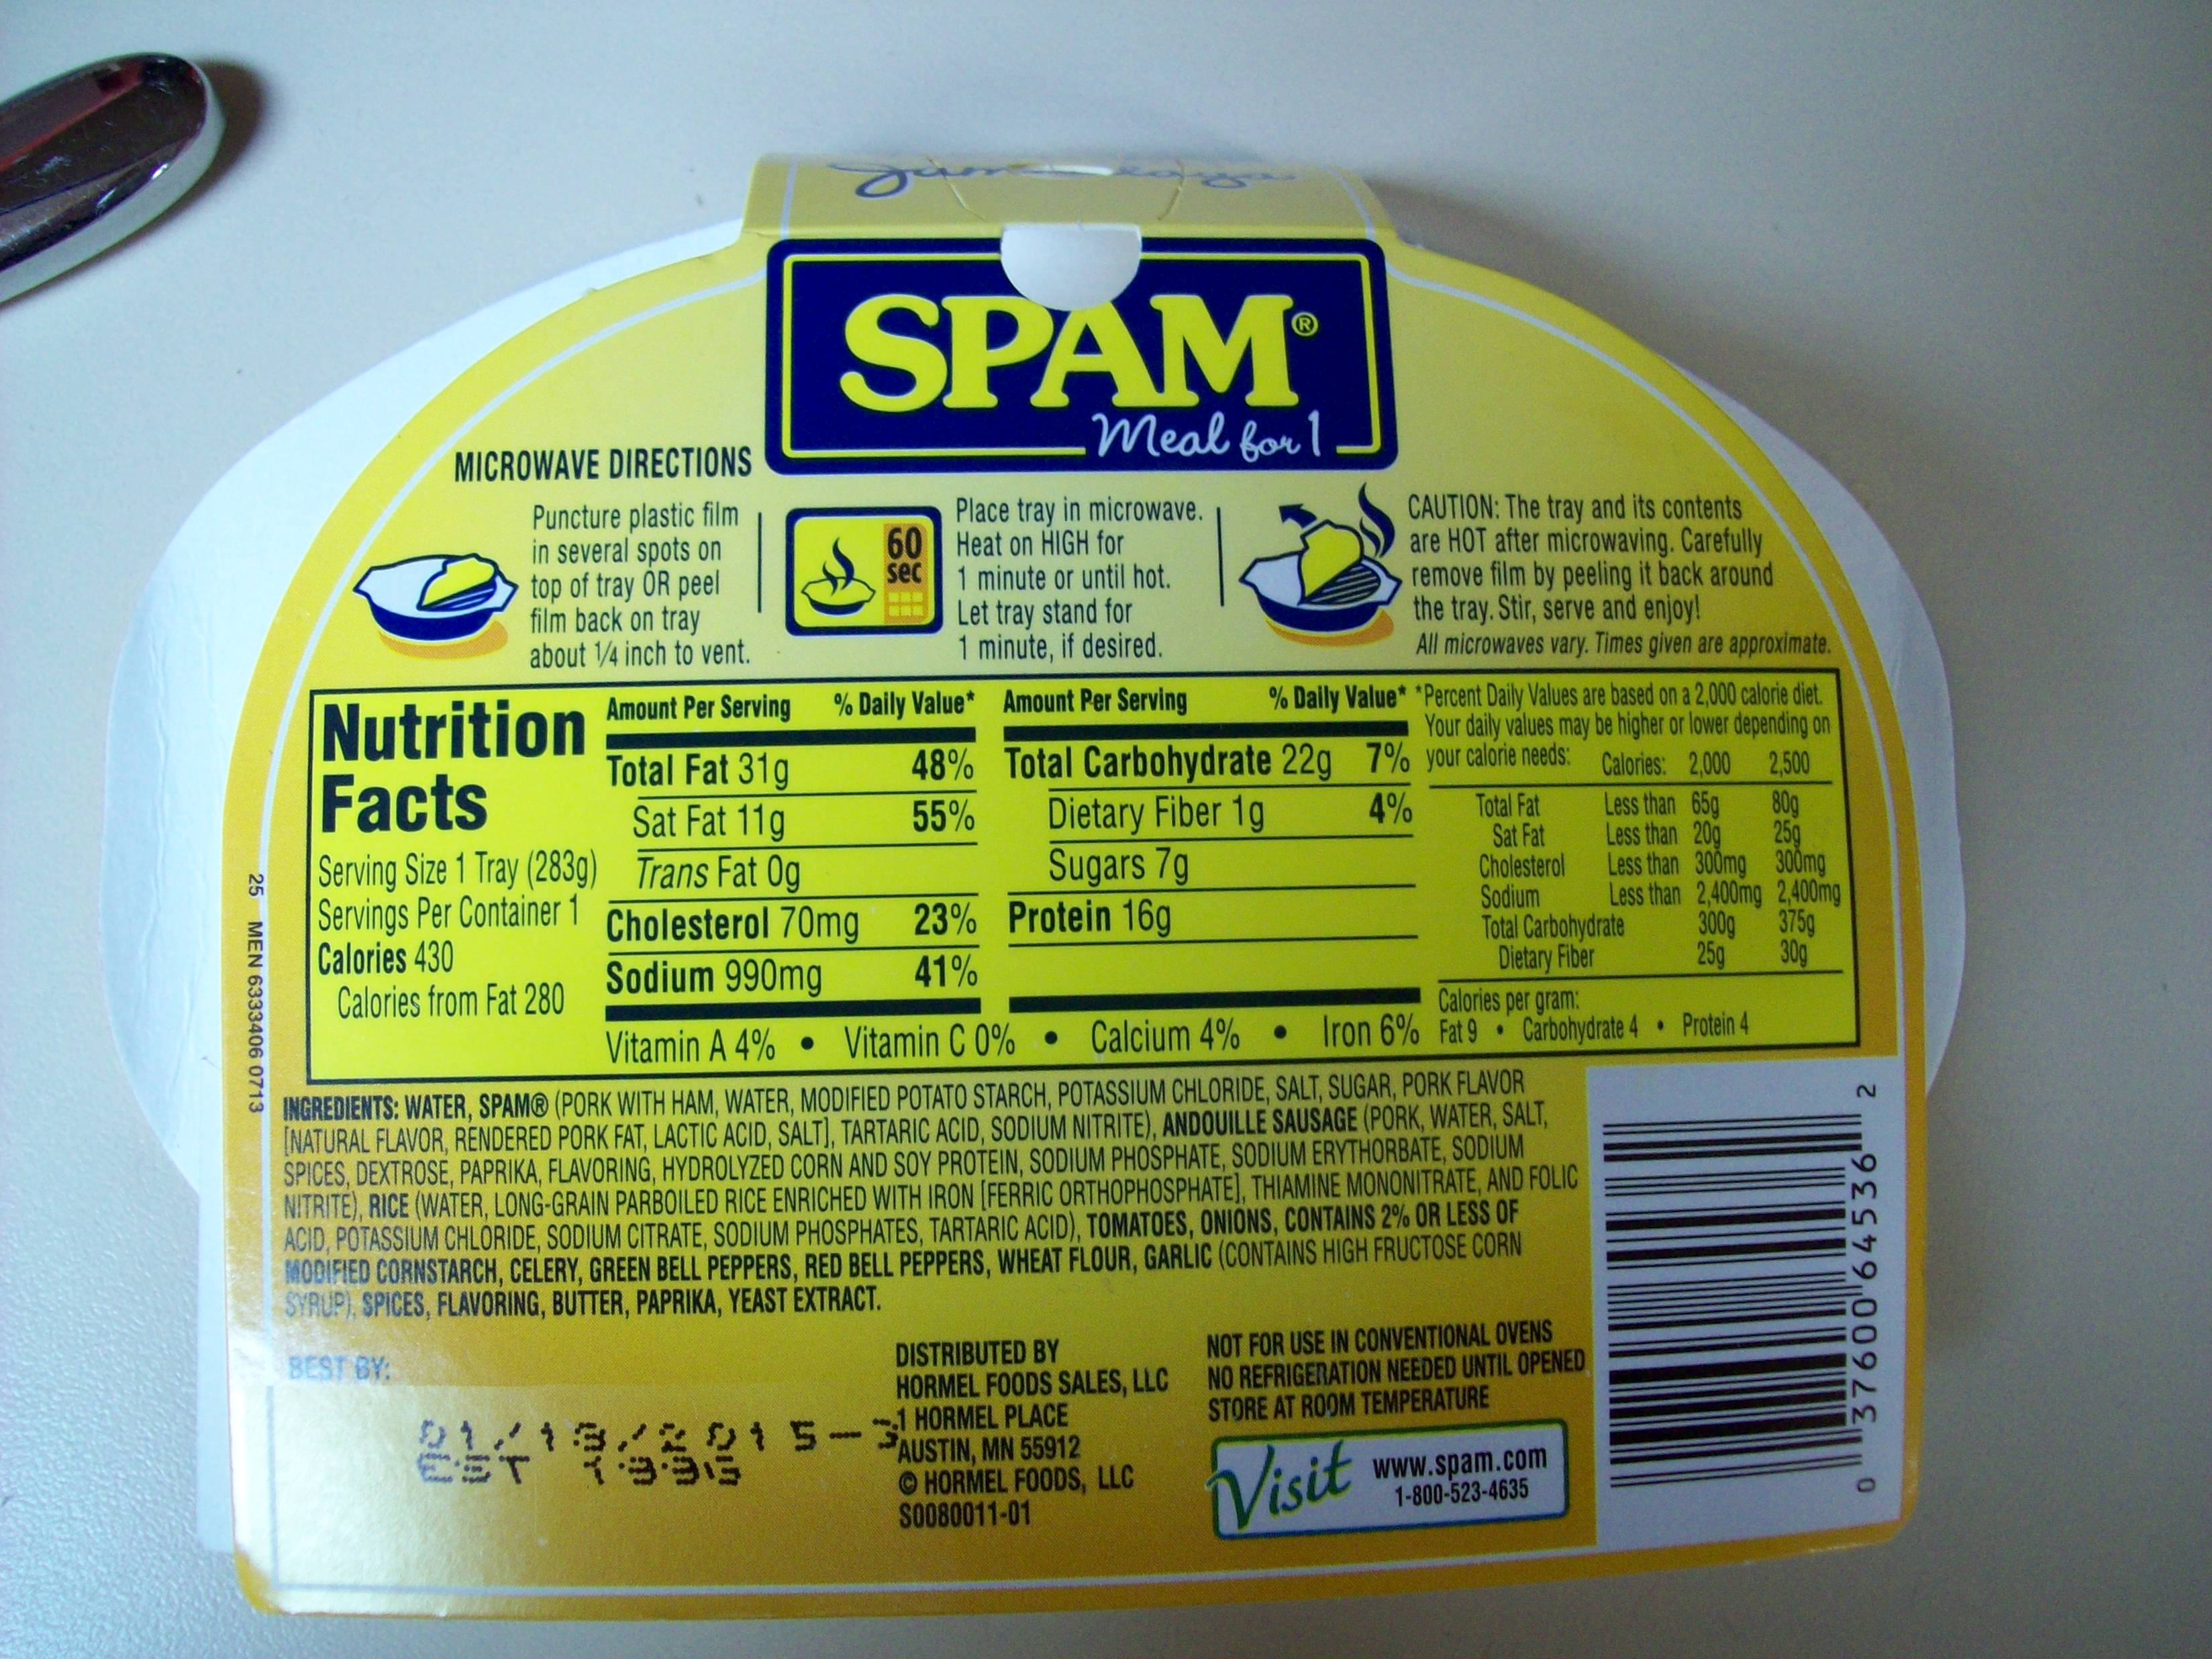 Jambalaya
SPAM®
Meal for 1
MICROWAVE DIRECTIONS
Puncture plastic film
in several spots on
top of tray OR peel
film back on tray
about 1/4 inch to vent.
60
sec
Place tray in microwave.
Heat on HIGH for
1 minute or until hot.
Let tray stand for
1 minute, if desired.
CAUTION: The tray and its contents
are HOT after microwaving. Carefully
remove film by peeling it back around
the tray. Stir, serve and enjoy!
All microwaves vary. Times given are approximate.
Nutrition
Facts
Serving Size 1 Tray (283g)
Servings Per Container 1
Calories 430
Calories from Fat 280
Amount Per Serving % Daily Value*
Total Fat 31g 48%
Sat Fat 11g 55%
Trans Fat 0g
Cholesterol 70mg 23%
Sodium 990mg 41%
Amount Per Serving % Daily Value*
Total Carbohydrate 22g 7%
Dietary Fiber 1g 4%
Sugars 7g
Protein 16g
Vitamin A 4% • Vitamin C 0% • Calcium 4% • Iron 6%
*Percent Daily Values are based on a 2,000 calorie diet.
Your daily values may be higher or lower depending on
your calorie needs: Calories: 2,000 2,500
Total Fat Less than 65g 80g
Sat Fat Less than 20g 25g
Cholesterol Less than 300mg 300mg
Sodium Less than 2,400mg 2,400mg
Total Carbohydrate 300g 375g
Dietary Fiber 25g 30g
Calories per gram:
Fat 9 • Carbohydrate 4 • Protein 4
25 MEN 6333406 0713
INGREDIENTS: WATER, SPAM® (PORK WITH HAM, WATER, MODIFIED POTATO STARCH, POTASSIUM CHLORIDE, SALT, SUGAR, PORK FLAVOR
[NATURAL FLAVOR, RENDERED PORK FAT, LACTIC ACID, SALT], TARTARIC ACID, SODIUM NITRITE), ANDOUILLE SAUSAGE (PORK, WATER, SALT,
SPICES, DEXTROSE, PAPRIKA, FLAVORING, HYDROLYZED CORN AND SOY PROTEIN, SODIUM PHOSPHATE, SODIUM ERYTHORBATE, SODIUM
NITRITE), RICE (WATER, LONG-GRAIN PARBOILED RICE ENRICHED WITH IRON [FERRIC ORTHOPHOSPHATE], THIAMINE MONONITRATE, AND FOLIC
ACID, POTASSIUM CHLORIDE, SODIUM CITRATE, SODIUM PHOSPHATES, TARTARIC ACID), TOMATOES, ONIONS, CONTAINS 2% OR LESS OF
MODIFIED CORNSTARCH, CELERY, GREEN BELL PEPPERS, RED BELL PEPPERS, WHEAT FLOUR, GARLIC (CONTAINS HIGH FRUCTOSE CORN
SYRUP), SPICES, FLAVORING, BUTTER, PAPRIKA, YEAST EXTRACT.
BEST BY:
EST
DISTRIBUTED BY
HORMEL FOODS SALES, LLC
1 HORMEL PLACE
AUSTIN, MN 55912
© HORMEL FOODS, LLC
S0080011-01
NOT FOR USE IN CONVENTIONAL OVENS
NO REFRIGERATION NEEDED UNTIL OPENED
STORE AT ROOM TEMPERATURE
Visit www.spam.com
1-800-523-4635
0 37600 64536 2